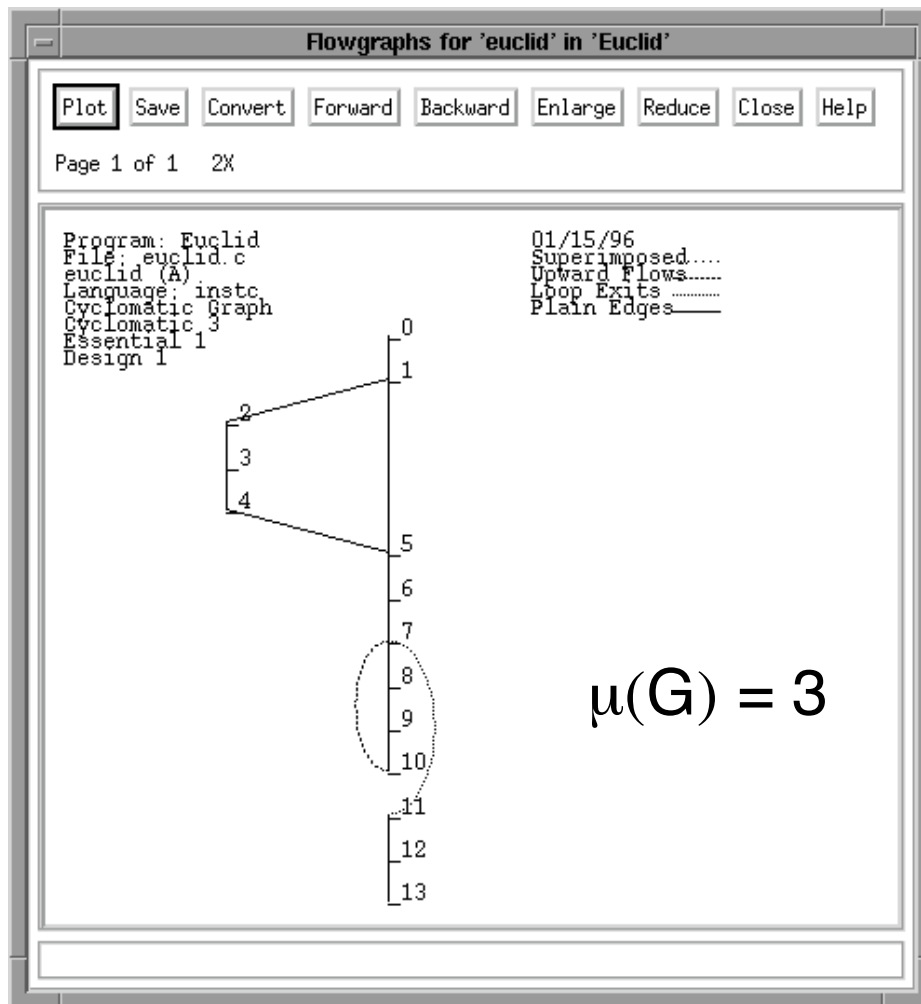 Flowgraphs for 'euclid' in 'Euclid'
Plot Save Convert Forward Backward Enlarge Reduce Close Help
Page 1 of 1 2X
Program: Euclid
File: euclid.c
euclid (A)
Language: instc
Cyclomatic Graph
Cyclomatic 3
Essential 1
Design 1
01/15/96
Superimposed
Upward Flows
Loop Exits
Plain Edges
0
1
2
3
4
5
6
7
8
9
10
11
12
13
μ(G) = 3